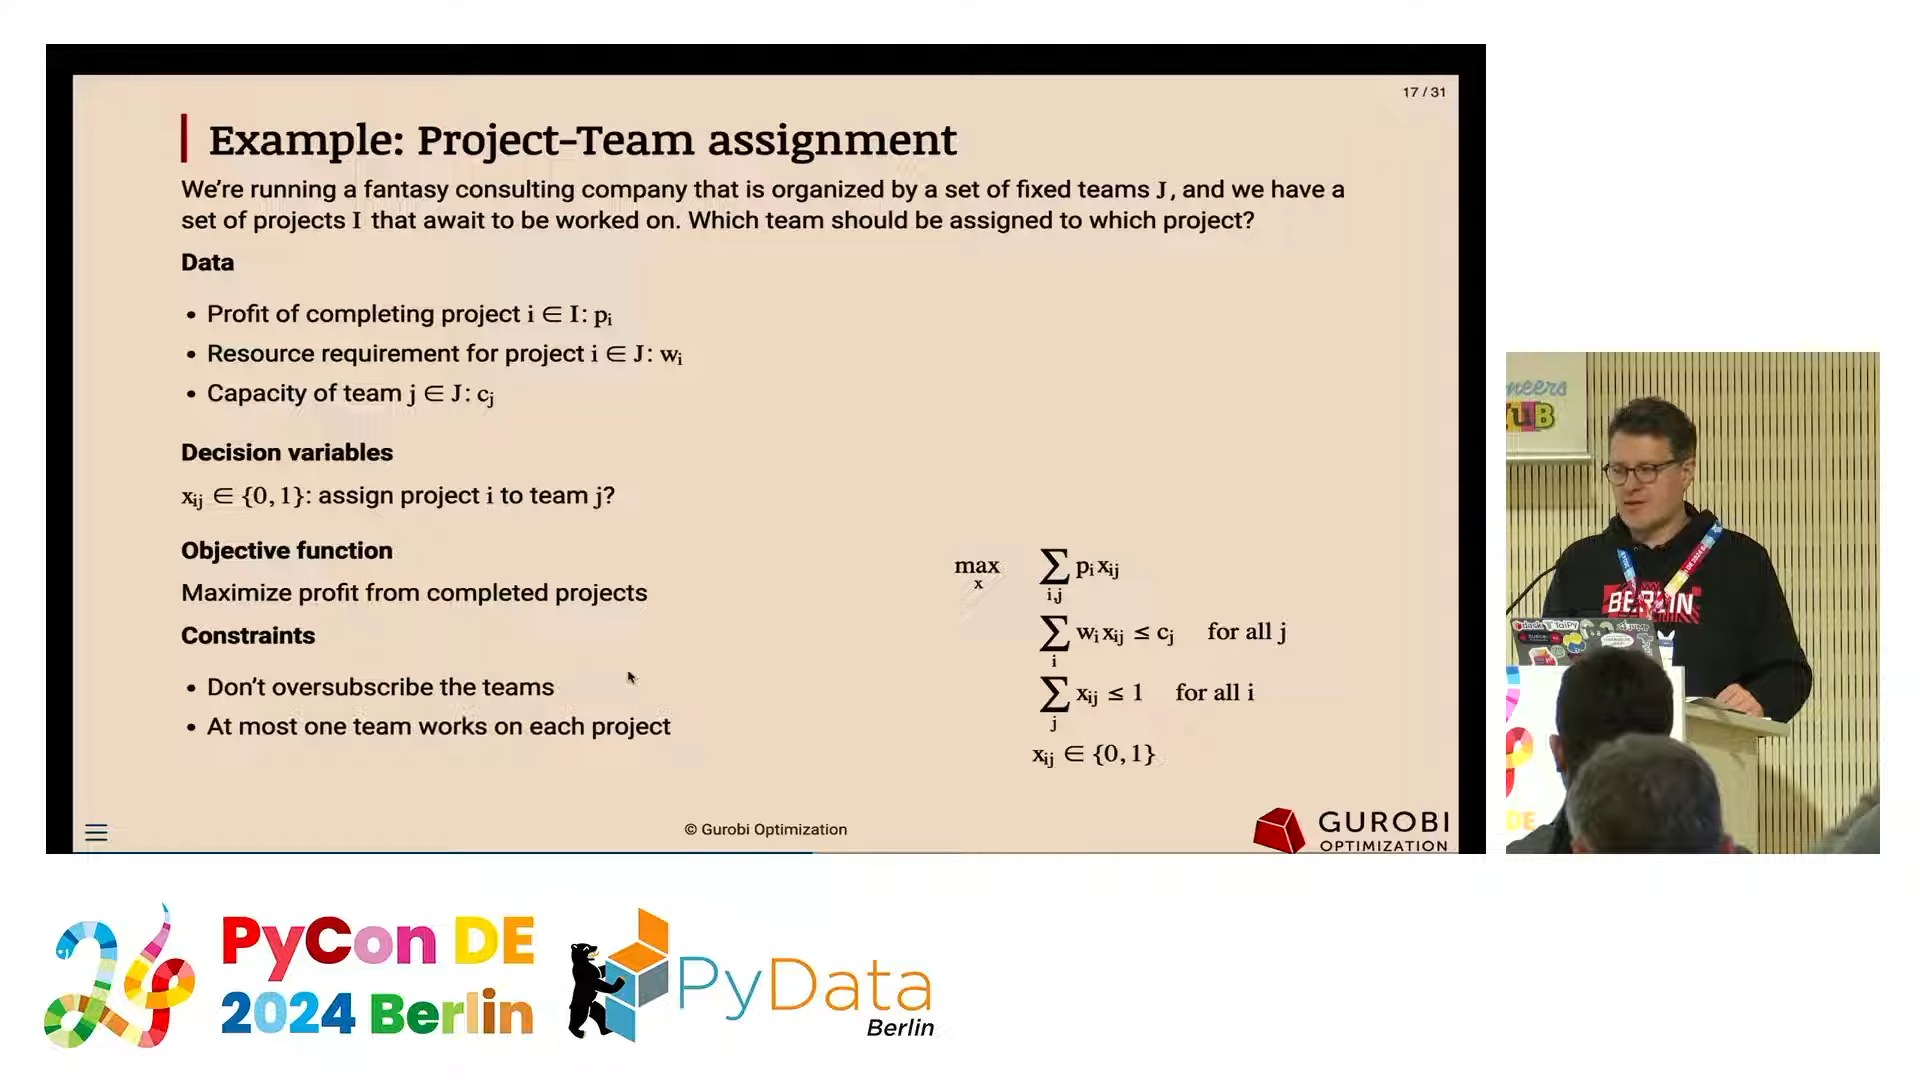 17 / 31
Example: Project-Team assignment
We're running a fantasy consulting company that is organized by a set of fixed teams J, and we have a
set of projects I that await to be worked on. Which team should be assigned to which project?
Data
• Profit of completing project i ∈ I: pᵢ
• Resource requirement for project i ∈ J: wᵢ
• Capacity of team j ∈ J: cⱼ
Decision variables
xᵢⱼ ∈ {0, 1}: assign project i to team j?
Objective function
Maximize profit from completed projects
Constraints
• Don't oversubscribe the teams
• At most one team works on each project
max x ∑ i,j pᵢ xᵢⱼ
∑ i wᵢ xᵢⱼ ≤ cⱼ for all j
∑ j xᵢⱼ ≤ 1 for all i
xᵢⱼ ∈ {0, 1}
© Gurobi Optimization
GUROBI
OPTIMIZATION
neers
BERLIN
dask
TaiPy
DE
PyCon DE
2024 Berlin
PyData
Berlin